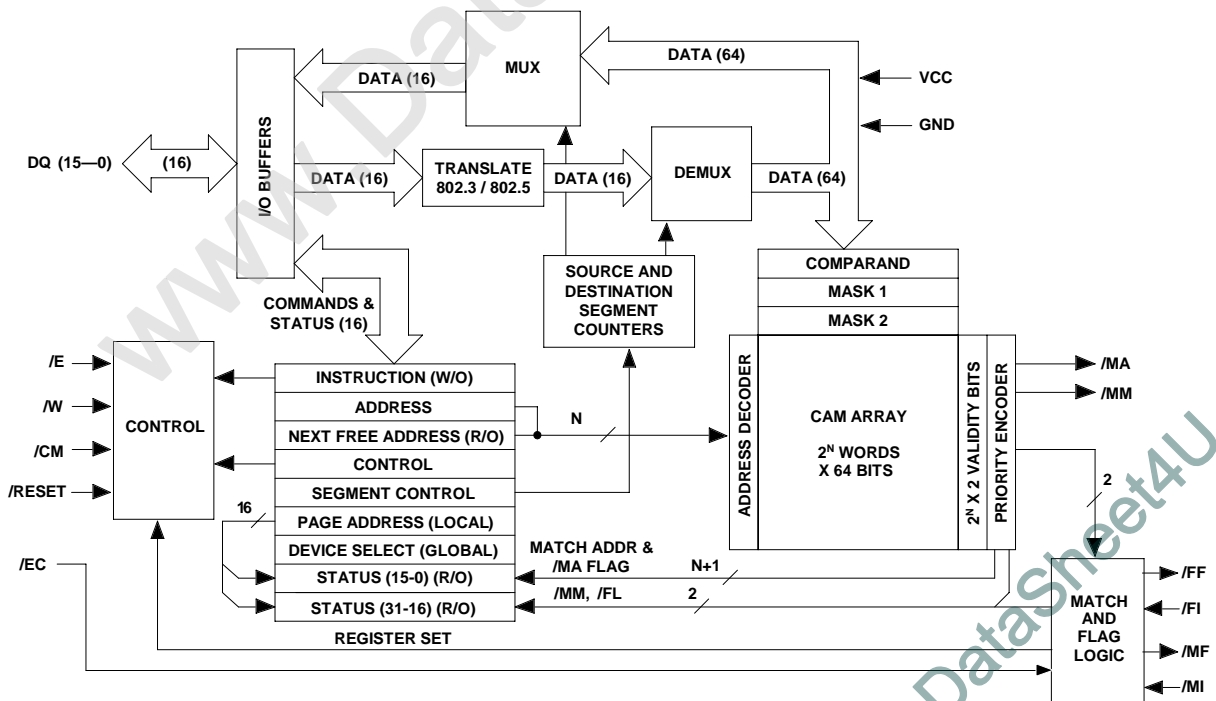 MUX
DATA (64)
DATA (16)
VCC
GND
DQ (15—0)
(16)
I/O BUFFERS
DATA (16)
TRANSLATE
802.3 / 802.5
DATA (16)
DEMUX
DATA (64)
COMMANDS &
STATUS (16)
SOURCE AND
DESTINATION
SEGMENT
COUNTERS
COMPARAND
MASK 1
MASK 2
/E
/W
/CM
/RESET
/EC
CONTROL
INSTRUCTION (W/O)
ADDRESS
NEXT FREE ADDRESS (R/O)
CONTROL
SEGMENT CONTROL
PAGE ADDRESS (LOCAL)
DEVICE SELECT (GLOBAL)
STATUS (15-0) (R/O)
STATUS (31-16) (R/O)
REGISTER SET
16
N
ADDRESS DECODER
CAM ARRAY
2ᴺ WORDS
X 64 BITS
2ᴺ X 2 VALIDITY BITS
PRIORITY ENCODER
/MA
/MM
2
MATCH ADDR &
/MA FLAG
N+1
/MM, /FL
2
MATCH
AND
FLAG
LOGIC
/FF
/FI
/MF
/MI
www.Data
DataSheet4U